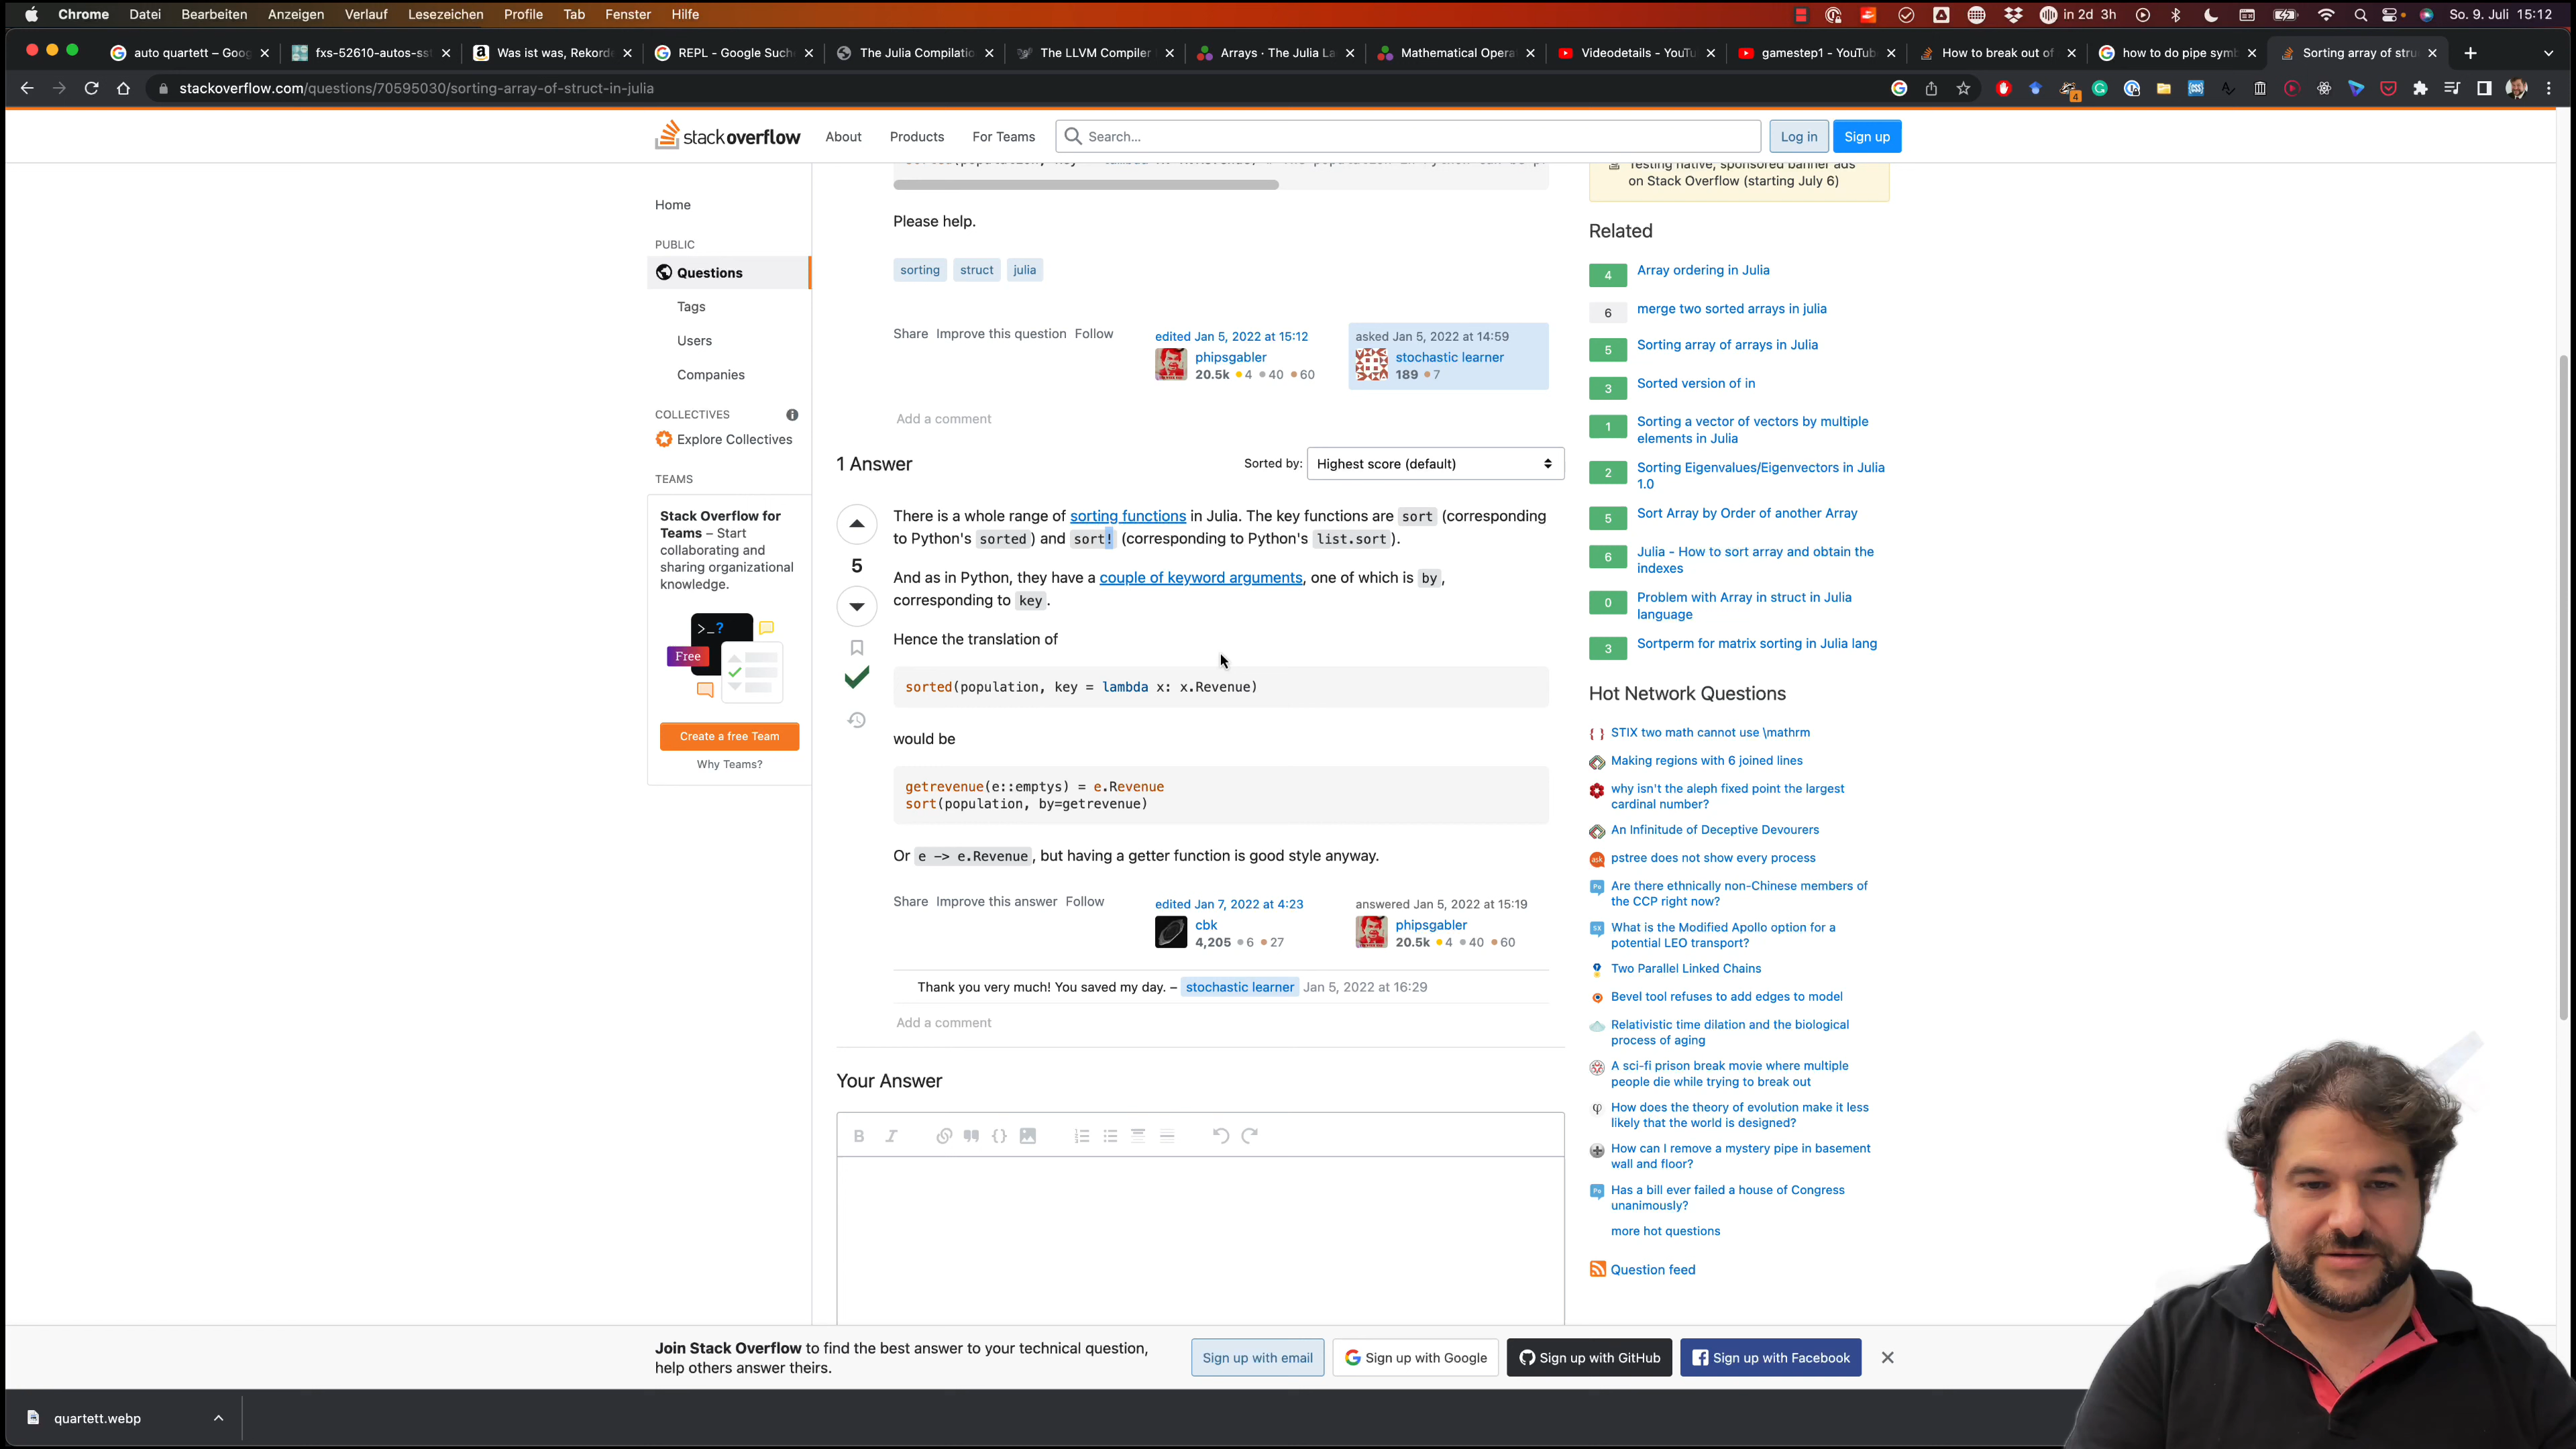 Chrome Datei Bearbeiten Anzeigen Verlauf Lesezeichen Profile Tab Fenster Hilfe in 2d 3h So. 9. Juli 15:12
auto quartett – Goog fxs-52610-autos-sst Was ist was, Rekord REPL - Google Such The Julia Compilatio The LLVM Compiler Arrays · The Julia La Mathematical Opera Videodetails - YouTu gamestep1 - YouTub How to break out of how to do pipe symb Sorting array of stru
stackoverflow.com/questions/70595030/sorting-array-of-struct-in-julia
stackoverflow About Products For Teams Search... Log in Sign up
Home
PUBLIC
Questions
Tags
Users
Companies
COLLECTIVES
Explore Collectives
TEAMS
Stack Overflow for
Teams – Start
collaborating and
sharing organizational
knowledge.
>_?
Free
Create a free Team
Why Teams?
Please help.
sorting struct julia
Share Improve this question Follow
edited Jan 5, 2022 at 15:12
phipsgabler
20.5k 4 40 60
asked Jan 5, 2022 at 14:59
stochastic learner
189 7
Add a comment
1 Answer
Sorted by: Highest score (default)
5
There is a whole range of sorting functions in Julia. The key functions are sort (corresponding
to Python's sorted) and sort! (corresponding to Python's list.sort).
And as in Python, they have a couple of keyword arguments, one of which is by,
corresponding to key.
Hence the translation of
sorted(population, key = lambda x: x.Revenue)
would be
getrevenue(e::emptys) = e.Revenue
sort(population, by=getrevenue)
Or e -> e.Revenue, but having a getter function is good style anyway.
Share Improve this answer Follow
edited Jan 7, 2022 at 4:23
cbk
4,205 6 27
answered Jan 5, 2022 at 15:19
phipsgabler
20.5k 4 40 60
Thank you very much! You saved my day. – stochastic learner Jan 5, 2022 at 16:29
Add a comment
Your Answer
B I
Testing native, sponsored banner ads
on Stack Overflow (starting July 6)
Related
4 Array ordering in Julia
6 merge two sorted arrays in julia
5 Sorting array of arrays in Julia
3 Sorted version of in
1 Sorting a vector of vectors by multiple
elements in Julia
2 Sorting Eigenvalues/Eigenvectors in Julia
1.0
5 Sort Array by Order of another Array
6 Julia - How to sort array and obtain the
indexes
0 Problem with Array in struct in Julia
language
3 Sortperm for matrix sorting in Julia lang
Hot Network Questions
STIX two math cannot use \mathrm
Making regions with 6 joined lines
why isn't the aleph fixed point the largest
cardinal number?
An Infinitude of Deceptive Devourers
pstree does not show every process
Are there ethnically non-Chinese members of
the CCP right now?
What is the Modified Apollo option for a
potential LEO transport?
Two Parallel Linked Chains
Bevel tool refuses to add edges to model
Relativistic time dilation and the biological
process of aging
A sci-fi prison break movie where multiple
people die while trying to break out
How does the theory of evolution make it less
likely that the world is designed?
How can I remove a mystery pipe in basement
wall and floor?
Has a bill ever failed a house of Congress
unanimously?
more hot questions
Question feed
Join Stack Overflow to find the best answer to your technical question,
help others answer theirs.
Sign up with email Sign up with Google Sign up with GitHub Sign up with Facebook
quartett.webp